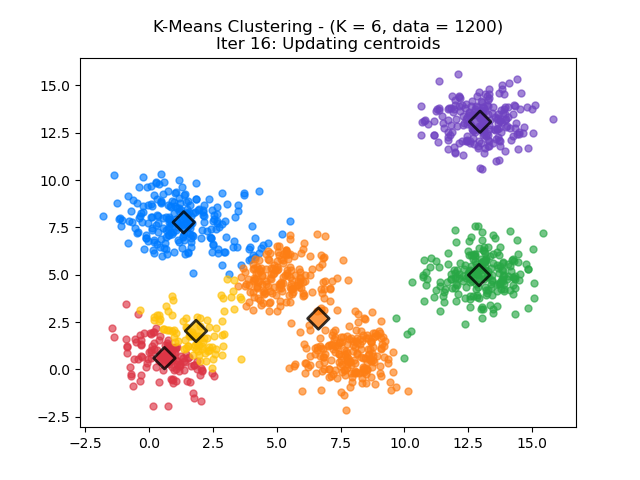 K-Means Clustering - (K = 6, data = 1200)
Iter 16: Updating centroids
15.0
12.5
10.0
7.5
5.0
2.5
0.0
−2.5
−2.5 0.0 2.5 5.0 7.5 10.0 12.5 15.0